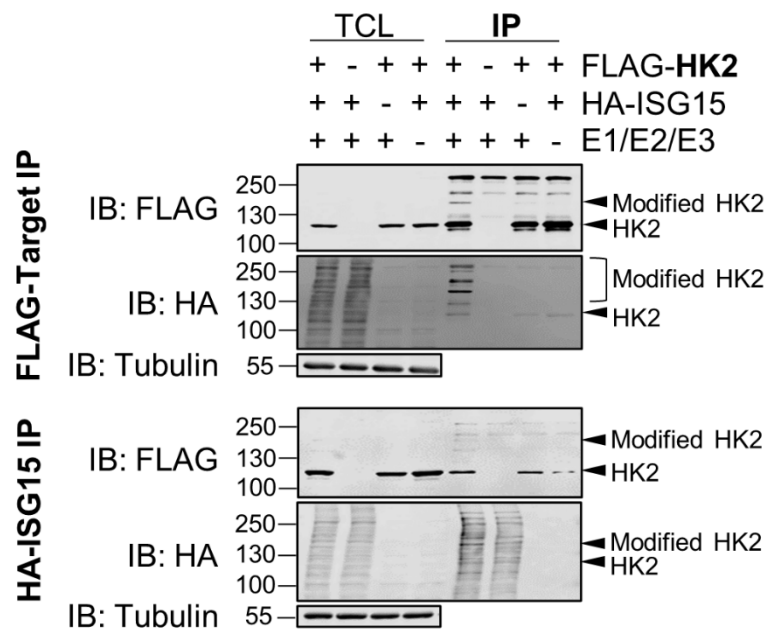 TCL IP
+ - + + + - + + FLAG-HK2
+ + - + + + - + HA-ISG15
+ + + - + + + - E1/E2/E3
FLAG-Target IP
IB: FLAG
250
130
100
Modified HK2
HK2
IB: HA
250
130
100
Modified HK2
HK2
IB: Tubulin
55
HA-ISG15 IP
IB: FLAG
250
130
100
Modified HK2
HK2
IB: HA
250
130
100
Modified HK2
HK2
IB: Tubulin
55